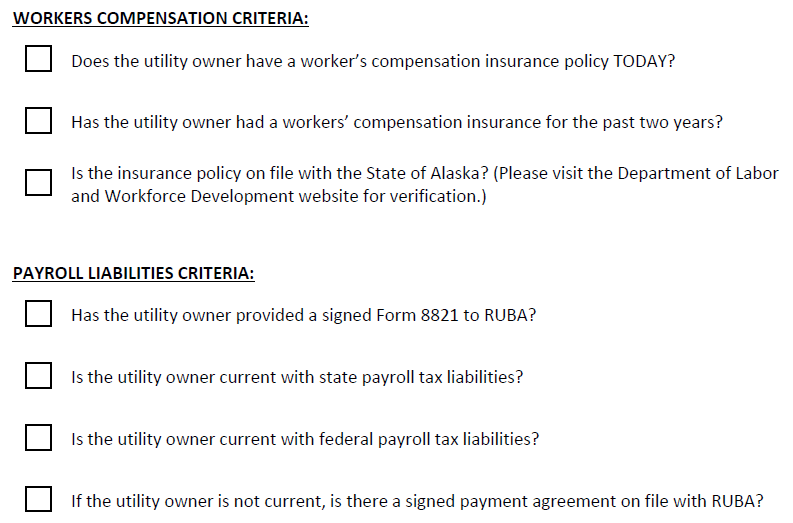 WORKERS COMPENSATION CRITERIA:
Does the utility owner have a worker's compensation insurance policy TODAY?
Has the utility owner had a workers' compensation insurance for the past two years?
Is the insurance policy on file with the State of Alaska? (Please visit the Department of Labor
and Workforce Development website for verification.)
PAYROLL LIABILITIES CRITERIA:
Has the utility owner provided a signed Form 8821 to RUBA?
Is the utility owner current with state payroll tax liabilities?
Is the utility owner current with federal payroll tax liabilities?
If the utility owner is not current, is there a signed payment agreement on file with RUBA?